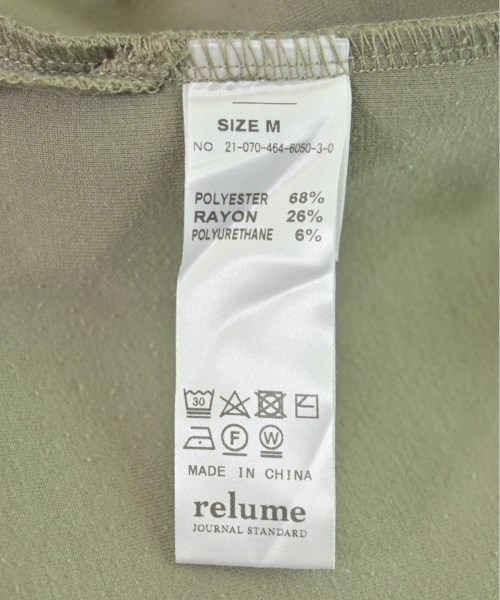 SIZE M
NO. 21-070-464-6050-3-0
POLYESTER 68%
RAYON 26%
POLYURETHANE 6%
30
F W
MADE IN CHINA
relume
JOURNAL STANDARD